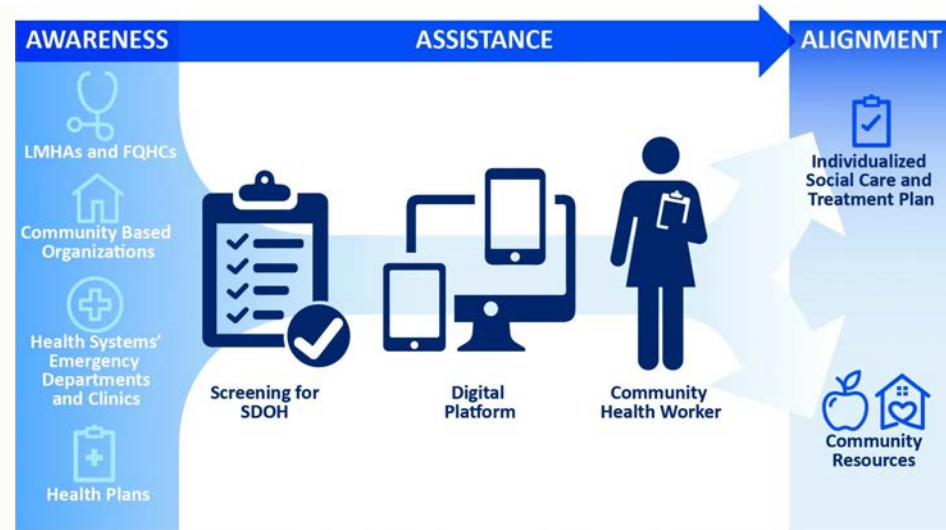 AWARENESS
ASSISTANCE
ALIGNMENT
LMHAs and FQHCs
Community Based
Organizations
Health Systems’
Emergency
Departments
and Clinics
Health Plans
Screening for
SDOH
Digital
Platform
Community
Health Worker
Individualized
Social Care and
Treatment Plan
Community
Resources